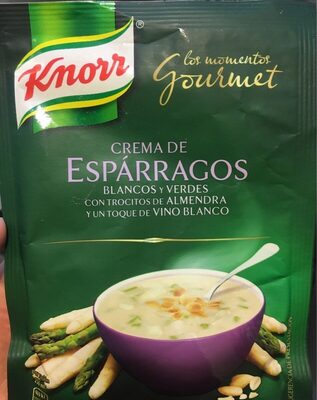 Knorr
los momentos
Gourmet
CREMA DE
ESPÁRRAGOS
BLANCOS Y VERDES
CON TROCITOS DE ALMENDRA
Y UN TOQUE DE VINO BLANCO